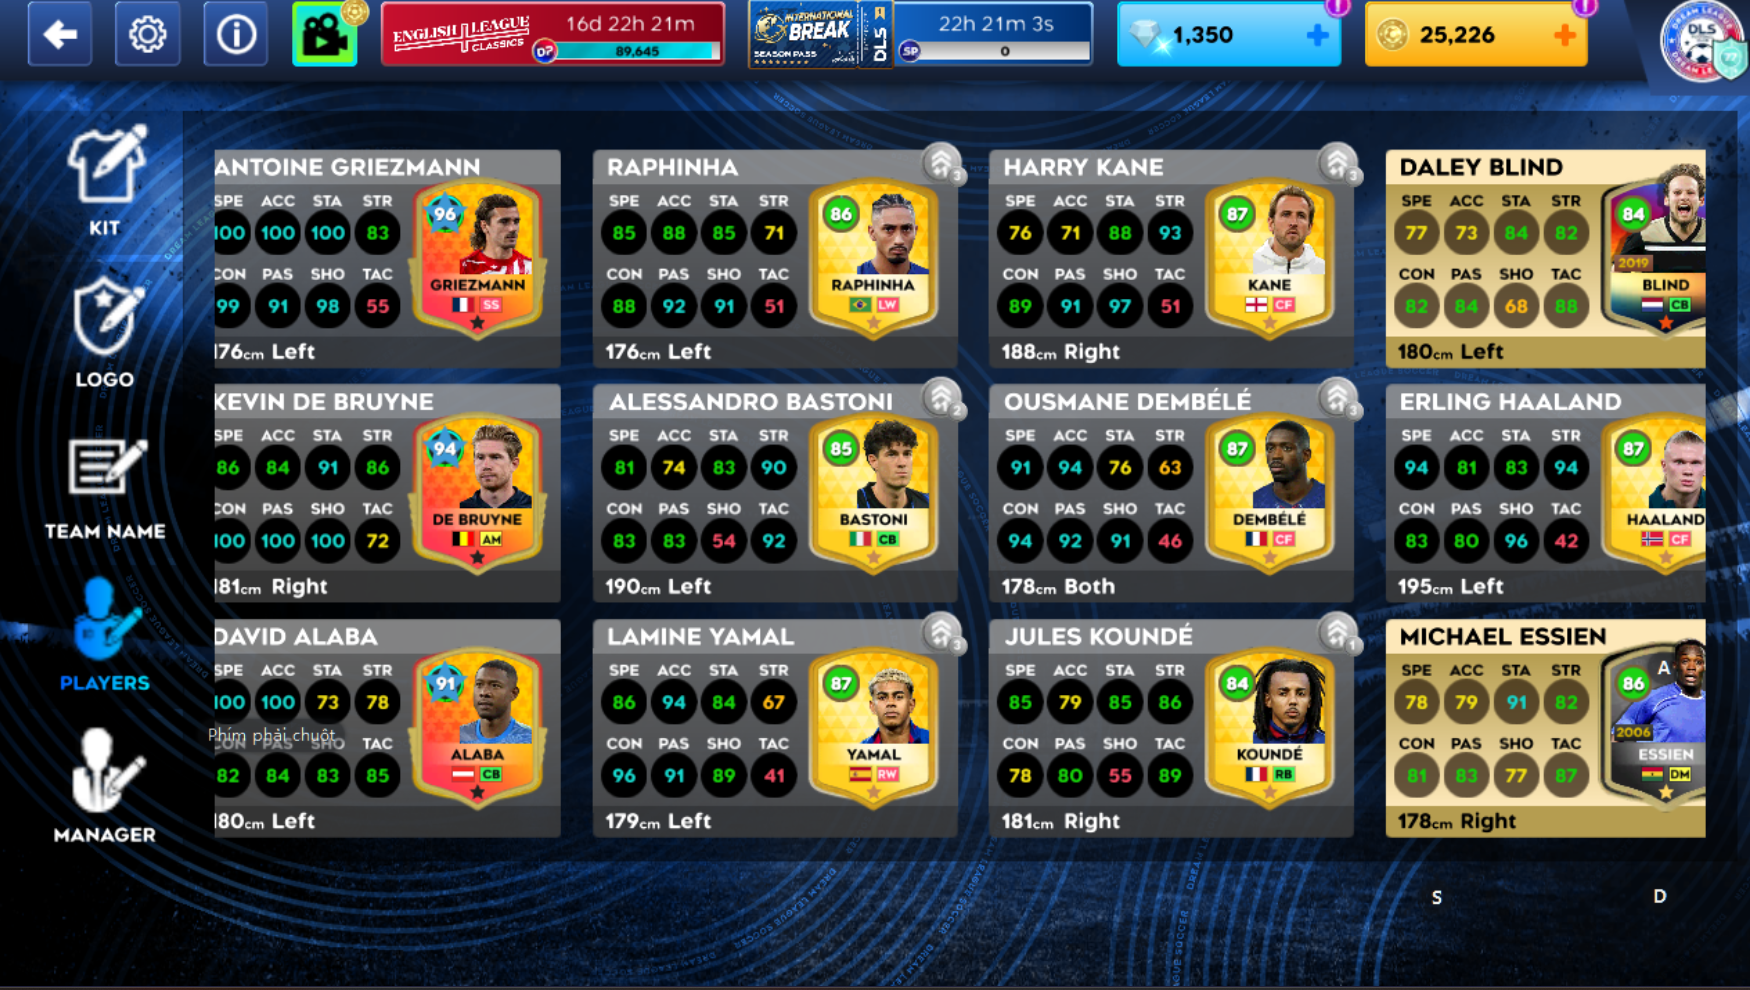 ENGLISH LEAGUE
CLASSICS
16d 22h 21m
DP
89,645
INTERNATIONAL
BREAK
SEASON PASS
DLS
22h 21m 3s
SP
0
1,350
25,226
DREAM LEAGUE
DLS
77
KIT
LOGO
TEAM NAME
PLAYERS
MANAGER
ANTOINE GRIEZMANN
SPE ACC STA STR
100 100 100 83
CON PAS SHO TAC
99 91 98 55
176cm Left
96
GRIEZMANN
SS
RAPHINHA
3
SPE ACC STA STR
85 88 85 71
CON PAS SHO TAC
88 92 91 51
176cm Left
86
RAPHINHA
LW
HARRY KANE
3
SPE ACC STA STR
76 71 88 93
CON PAS SHO TAC
89 91 97 51
188cm Right
87
KANE
CF
DALEY BLIND
SPE ACC STA STR
77 73 84 82
CON PAS SHO TAC
82 84 68 88
180cm Left
84
2019
BLIND
CB
KEVIN DE BRUYNE
SPE ACC STA STR
86 84 91 86
CON PAS SHO TAC
100 100 100 72
181cm Right
94
DE BRUYNE
AM
ALESSANDRO BASTONI
2
SPE ACC STA STR
81 74 83 90
CON PAS SHO TAC
83 83 54 92
190cm Left
85
BASTONI
CB
OUSMANE DEMBÉLÉ
3
SPE ACC STA STR
91 94 76 63
CON PAS SHO TAC
94 92 91 46
178cm Both
87
DEMBÉLÉ
CF
ERLING HAALAND
SPE ACC STA STR
94 81 83 94
CON PAS SHO TAC
83 80 96 42
195cm Left
87
HAALAND
CF
DAVID ALABA
SPE ACC STA STR
100 100 73 78
Phím phải chuột
CON PAS SHO TAC
82 84 83 85
180cm Left
91
ALABA
CB
LAMINE YAMAL
3
SPE ACC STA STR
86 94 84 67
CON PAS SHO TAC
96 91 89 41
179cm Left
87
YAMAL
RW
JULES KOUNDÉ
1
SPE ACC STA STR
85 79 85 86
CON PAS SHO TAC
78 80 55 89
181cm Right
84
KOUNDÉ
RB
MICHAEL ESSIEN
SPE ACC STA STR
78 79 91 82
CON PAS SHO TAC
81 83 77 87
178cm Right
86
A
2006
ESSIEN
DM
S
D